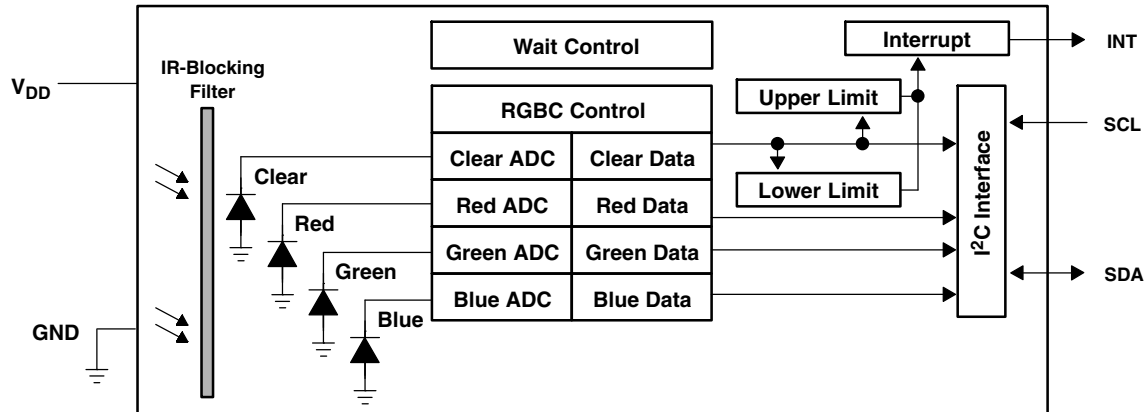 Wait Control
Interrupt
INT
IR-Blocking
Filter
VDD
Upper Limit
RGBC Control
SCL
Clear ADC
Clear Data
Clear
Lower Limit
Red ADC
Red Data
Red
I²C Interface
Green ADC
Green Data
Green
SDA
Blue ADC
Blue Data
Blue
GND